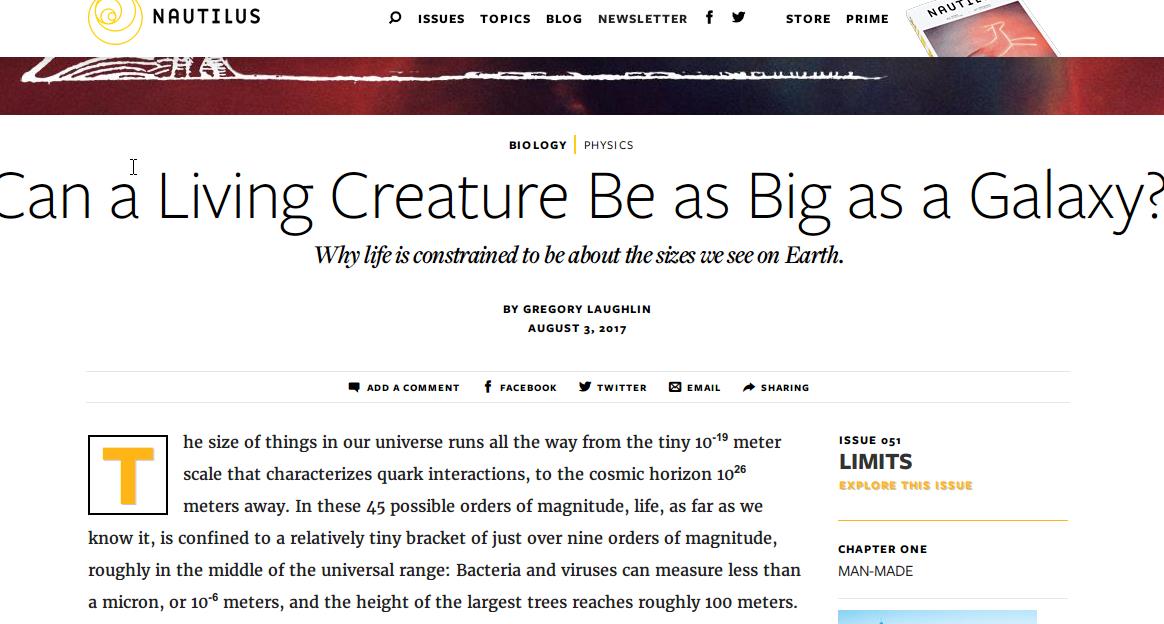 NAUTILUS
ISSUES TOPICS BLOG NEWSLETTER STORE PRIME
BIOLOGY | PHYSICS
Can a Living Creature Be as Big as a Galaxy?
Why life is constrained to be about the sizes we see on Earth.
BY GREGORY LAUGHLIN
AUGUST 3, 2017
ADD A COMMENT FACEBOOK TWITTER EMAIL SHARING
The size of things in our universe runs all the way from the tiny 10⁻¹⁹ meter
scale that characterizes quark interactions, to the cosmic horizon 10²⁶
meters away. In these 45 possible orders of magnitude, life, as far as we
know it, is confined to a relatively tiny bracket of just over nine orders of magnitude,
roughly in the middle of the universal range: Bacteria and viruses can measure less than
a micron, or 10⁻⁶ meters, and the height of the largest trees reaches roughly 100 meters.
ISSUE 051
LIMITS
EXPLORE THIS ISSUE
CHAPTER ONE
MAN-MADE